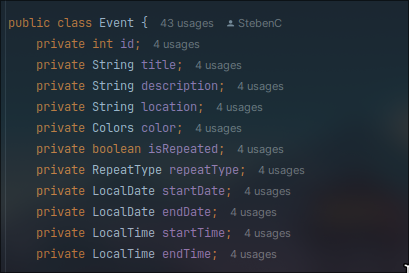 public class Event { 43 usages StebenC
private int id; 4 usages
private String title; 4 usages
private String description; 4 usages
private String location; 4 usages
private Colors color; 4 usages
private boolean isRepeated; 4 usages
private RepeatType repeatType; 4 usages
private LocalDate startDate; 4 usages
private LocalDate endDate; 4 usages
private LocalTime startTime; 4 usages
private LocalTime endTime; 4 usages